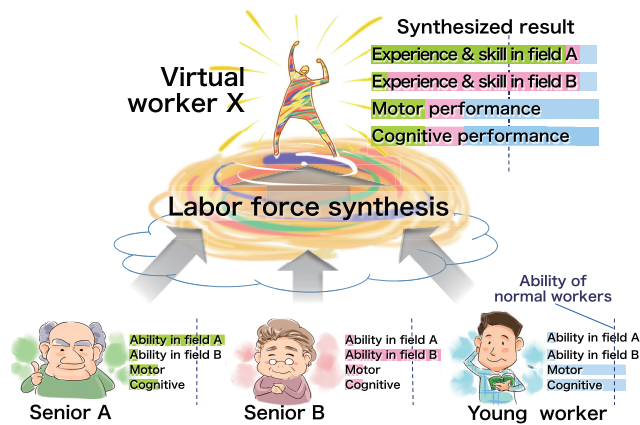 Synthesized result
Experience & skill in field A
Experience & skill in field B
Motor performance
Cognitive performance
Virtual
worker X
Labor force synthesis
Ability of
normal workers
Ability in field A
Ability in field B
Motor
Cognitive
Senior A
Ability in field A
Ability in field B
Motor
Cognitive
Senior B
Ability in field A
Ability in field B
Motor
Cognitive
Young worker